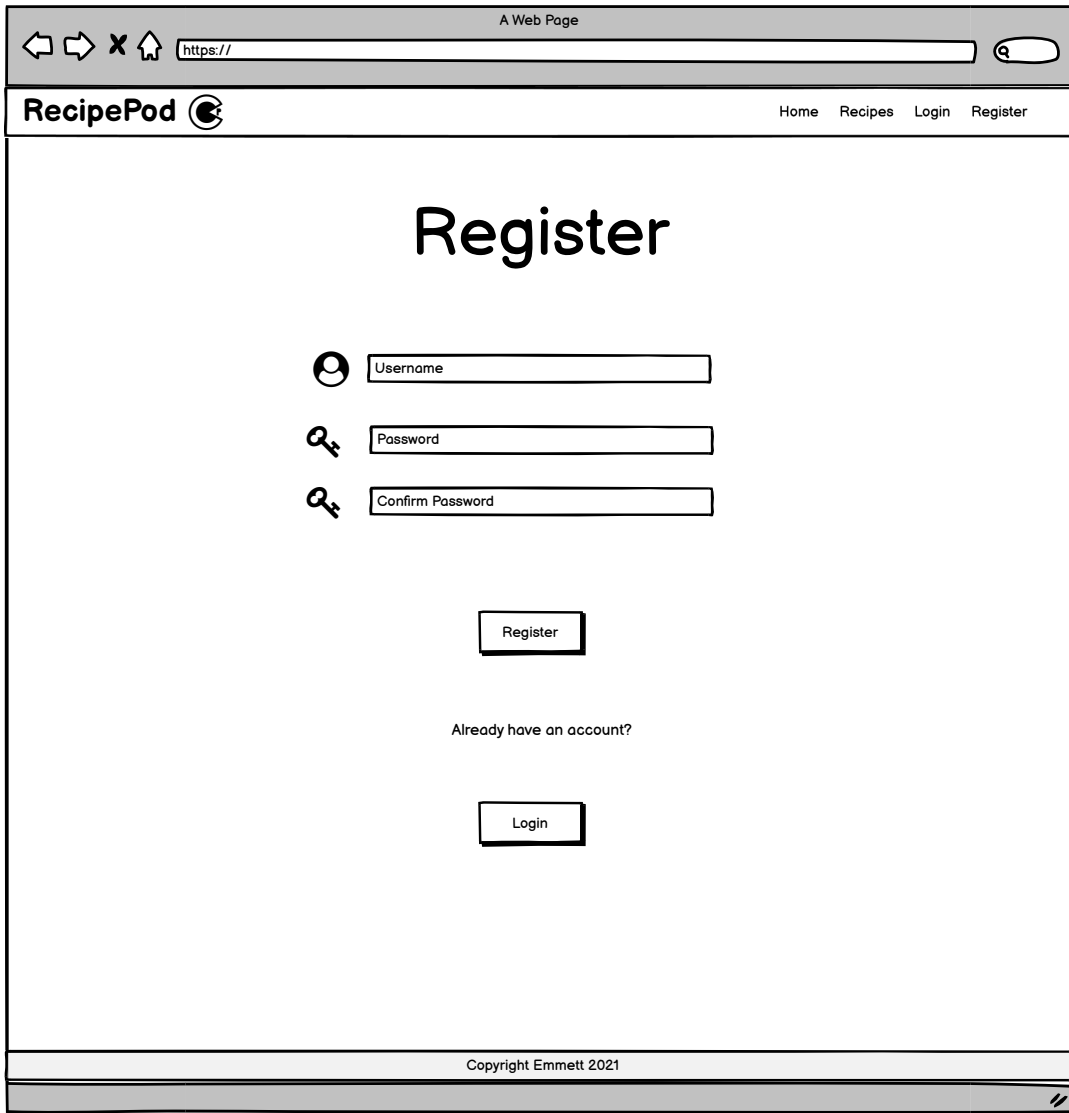 A Web Page
https://
RecipePod Home Recipes Login Register
Register
Username
Password
Confirm Password
Register
Already have an account?
Login
Copyright Emmett 2021